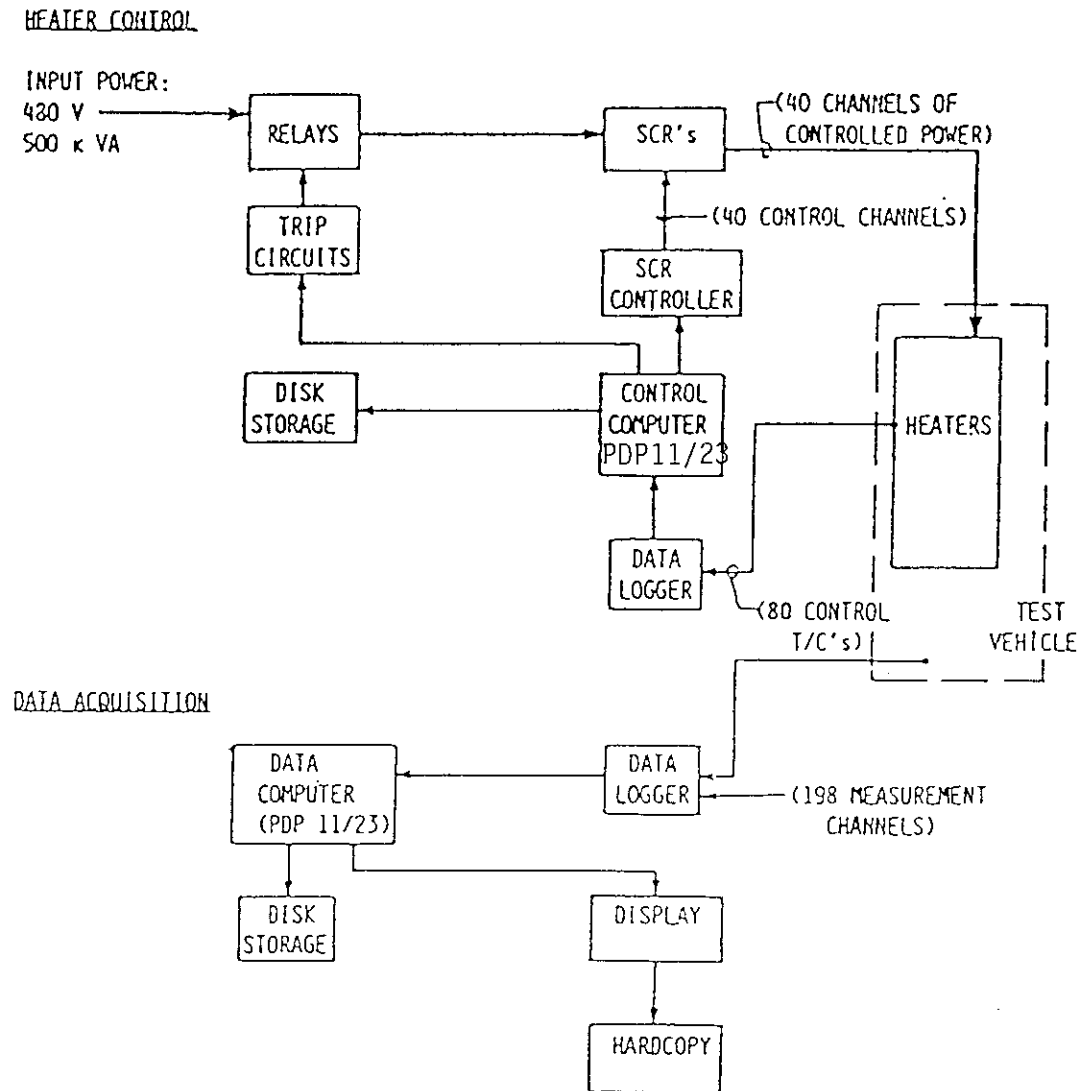 HEATER CONTROL
INPUT POWER:
480 V
500 K VA
RELAYS
SCR's
(40 CHANNELS OF
CONTROLLED POWER)
TRIP
CIRCUITS
(40 CONTROL CHANNELS)
SCR
CONTROLLER
DISK
STORAGE
CONTROL
COMPUTER
PDP11/23
HEATERS
DATA
LOGGER
(80 CONTROL
T/C's)
TEST
VEHICLE
DATA ACQUISITION
DATA
COMPUTER
(PDP 11/23)
DATA
LOGGER
(198 MEASUREMENT
CHANNELS)
DISK
STORAGE
DISPLAY
HARDCOPY